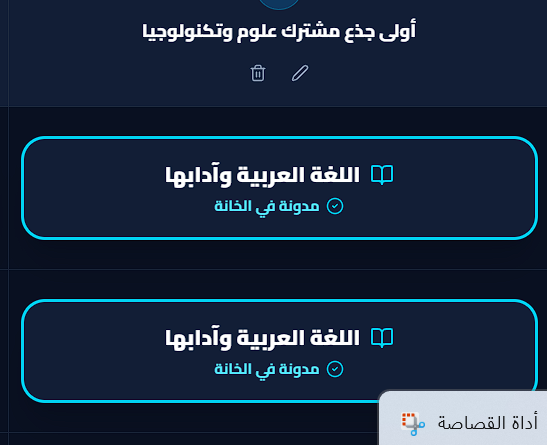 أولى جذع مشترك علوم وتكنولوجيا
اللغة العربية وآدابها
مدونة في الخانة
اللغة العربية وآدابها
مدونة في الخانة
أداة القصاصة